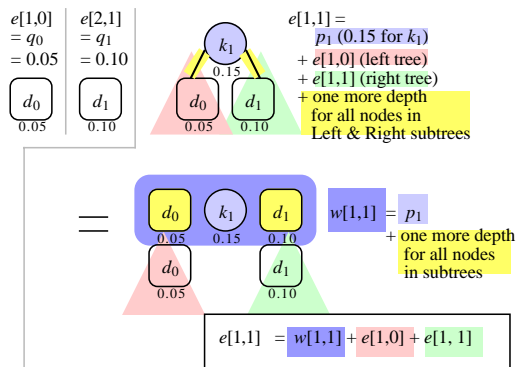 e[1,0] e[2,1]
= q0 = q1
= 0.05 = 0.10
d0 d1
0.05 0.10
k1
0.15
d0 d1
0.05 0.10
e[1,1] =
p1 (0.15 for k1)
+ e[1,0] (left tree)
+ e[1,1] (right tree)
+ one more depth
for all nodes in
Left & Right subtrees
=
d0 k1 d1
0.05 0.15 0.10
d0 d1
0.05 0.10
w[1,1] = p1
+ one more depth
for all nodes
in subtrees
e[1,1] = w[1,1] + e[1,0] + e[1, 1]